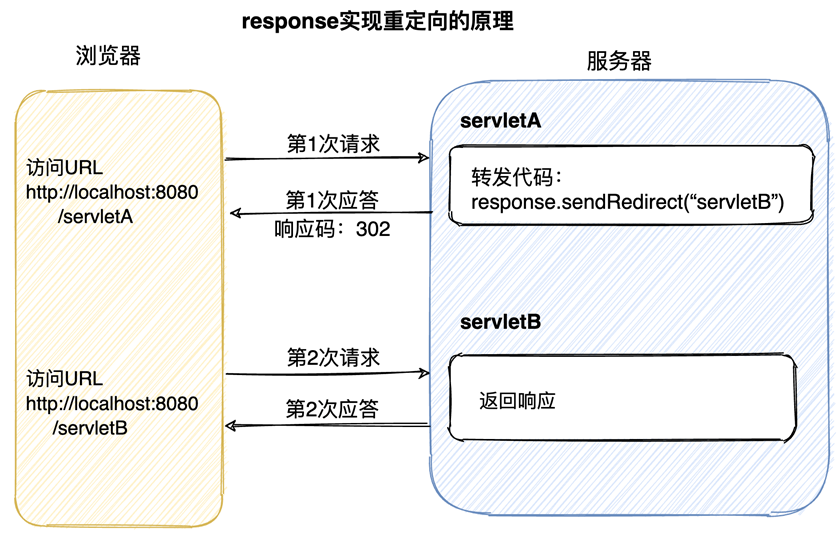 response实现重定向的原理
浏览器
服务器
servletA
第1次请求
访问URL
http://localhost:8080
/servletA
转发代码：
response.sendRedirect(“servletB”)
第1次应答
响应码：302
servletB
第2次请求
访问URL
http://localhost:8080
/servletB
返回响应
第2次应答